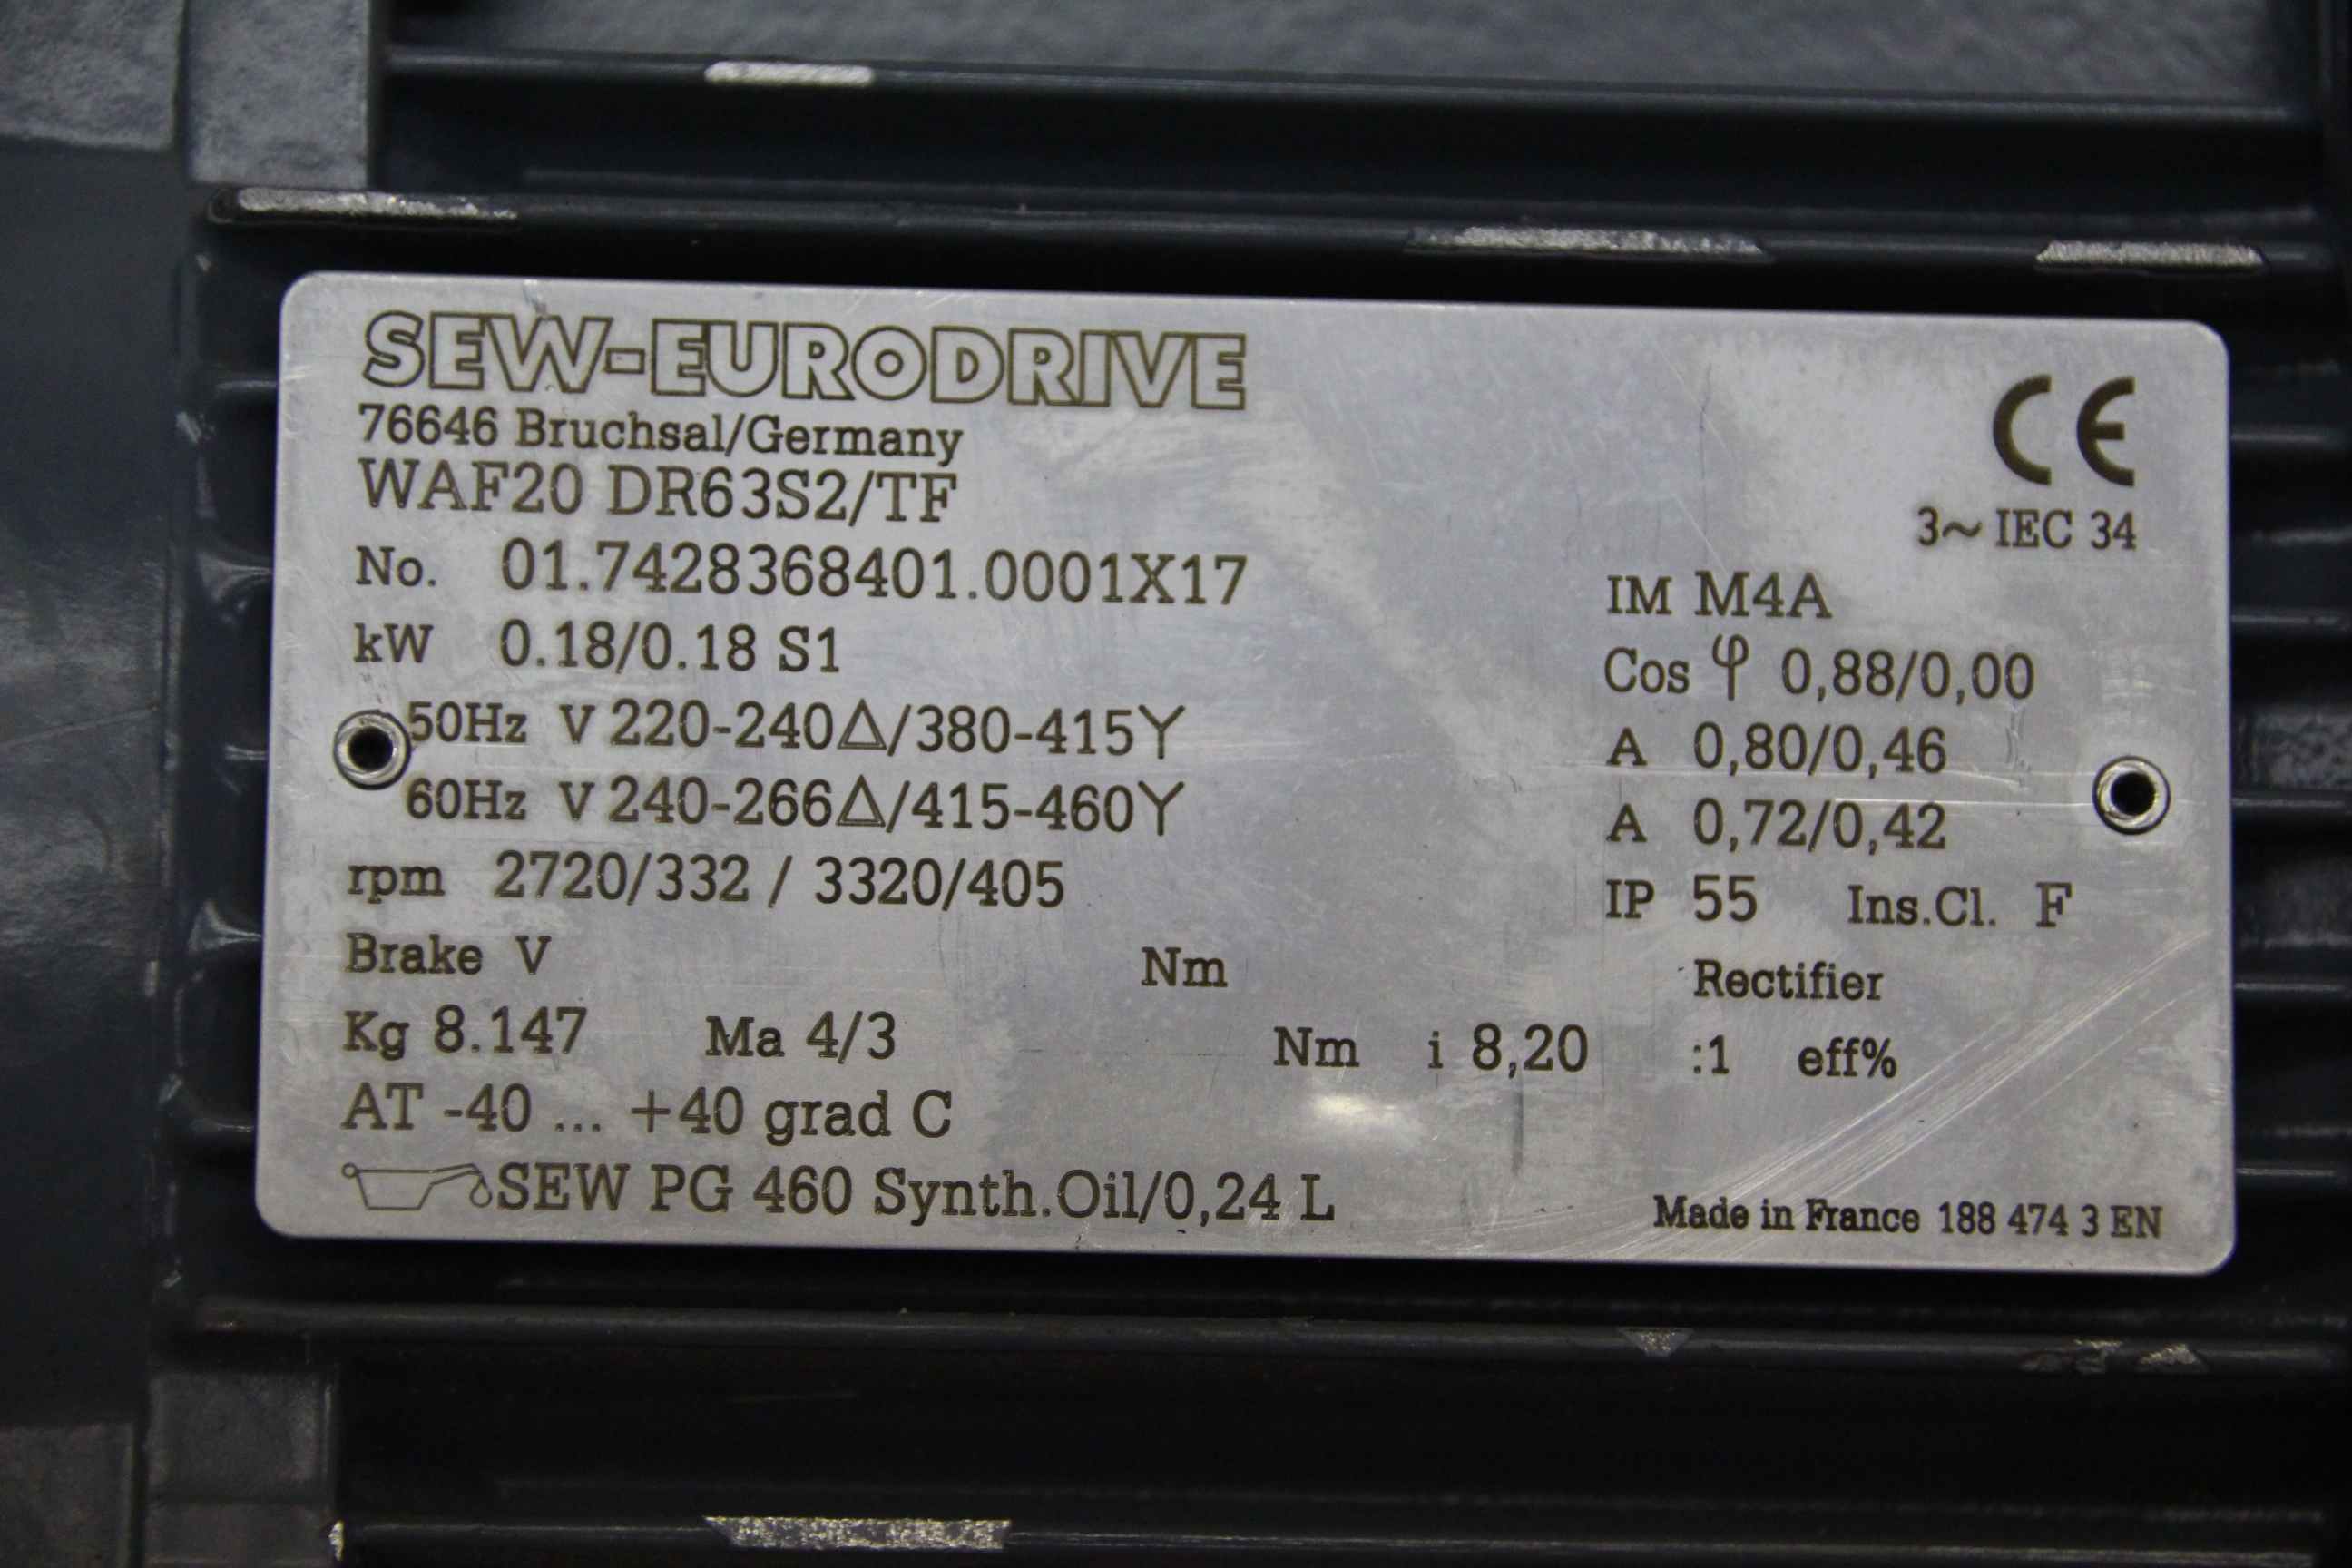 SEW-EURODRIVE
76646 Bruchsal/Germany
CE
WAF20 DR63S2/TF
3~ IEC 34
No. 01.7428368401.0001X17
IM M4A
kW 0.18/0.18 S1
Cos φ 0,88/0,00
50Hz V 220-240△/380-415Y
A 0,80/0,46
60Hz V 240-266△/415-460Y
A 0,72/0,42
rpm 2720/332 / 3320/405
IP 55 Ins.Cl. F
Brake V Nm Rectifier
Kg 8.147 Ma 4/3 Nm i 8,20 :1 eff%
AT -40 ... +40 grad C
SEW PG 460 Synth.Oil/0,24 L
Made in France 188 474 3 EN